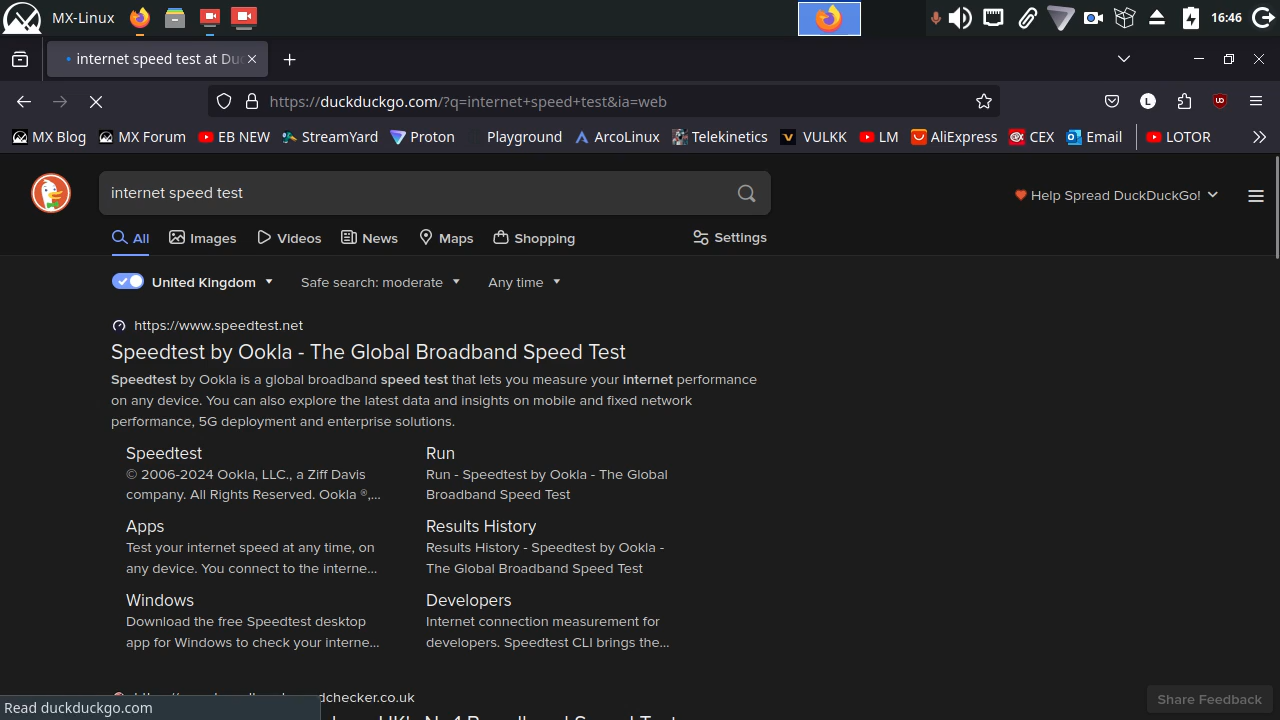 MX-Linux
16:46
internet speed test at Du
https://duckduckgo.com/?q=internet+speed+test&ia=web
L
MX Blog MX Forum EB NEW StreamYard Proton Playground ArcoLinux Telekinetics VULKK LM AliExpress CEX Email LOTOR
internet speed test
Help Spread DuckDuckGo!
All Images Videos News Maps Shopping Settings
United Kingdom Safe search: moderate Any time
https://www.speedtest.net
Speedtest by Ookla - The Global Broadband Speed Test
Speedtest by Ookla is a global broadband speed test that lets you measure your internet performance
on any device. You can also explore the latest data and insights on mobile and fixed network
performance, 5G deployment and enterprise solutions.
Speedtest
© 2006-2024 Ookla, LLC., a Ziff Davis
company. All Rights Reserved. Ookla ®,...
Run
Run - Speedtest by Ookla - The Global
Broadband Speed Test
Apps
Test your internet speed at any time, on
any device. You connect to the interne...
Results History
Results History - Speedtest by Ookla -
The Global Broadband Speed Test
Windows
Download the free Speedtest desktop
app for Windows to check your interne...
Developers
Internet connection measurement for
developers. Speedtest CLI brings the...
dchecker.co.uk
UK's No.1 Broadband Speed Test
Share Feedback
Read duckduckgo.com